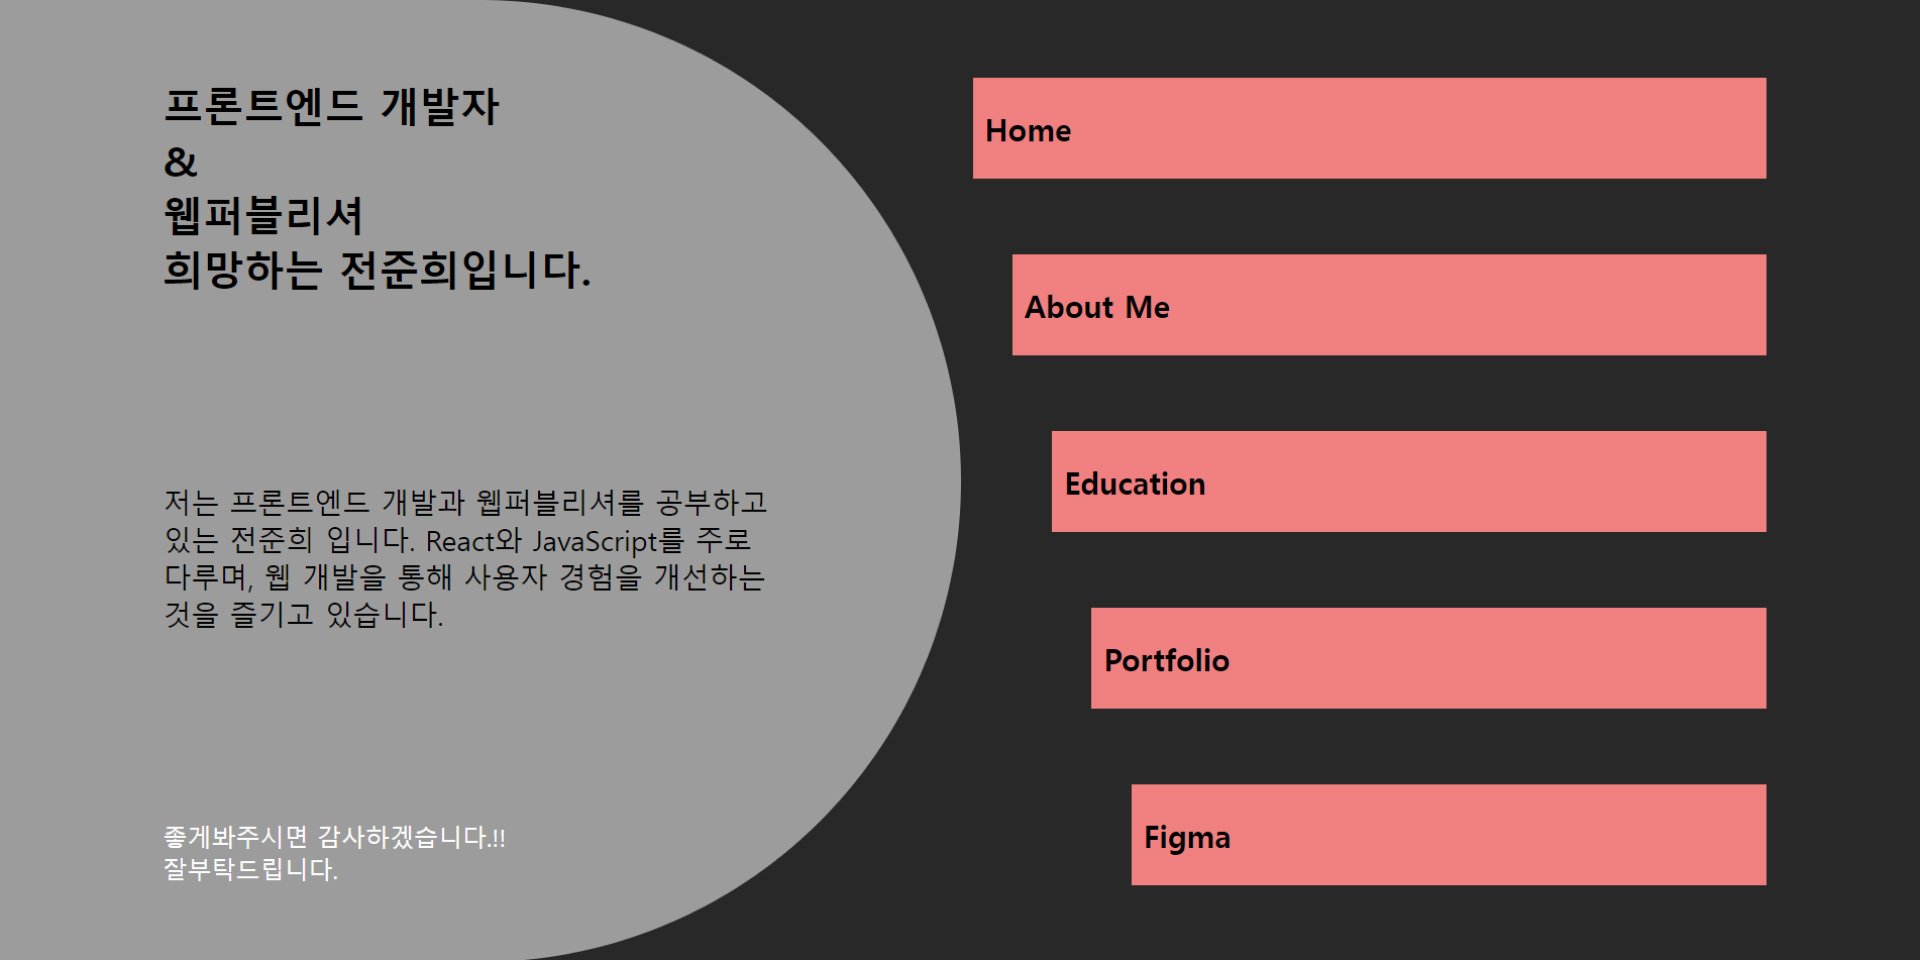 프론트엔드 개발자
&
웹퍼블리셔
희망하는 전준희입니다.
저는 프론트엔드 개발과 웹퍼블리셔를 공부하고
있는 전준희 입니다. React와 JavaScript를 주로
다루며, 웹 개발을 통해 사용자 경험을 개선하는
것을 즐기고 있습니다.
좋게봐주시면 감사하겠습니다.!!
잘부탁드립니다.
Home
About Me
Education
Portfolio
Figma